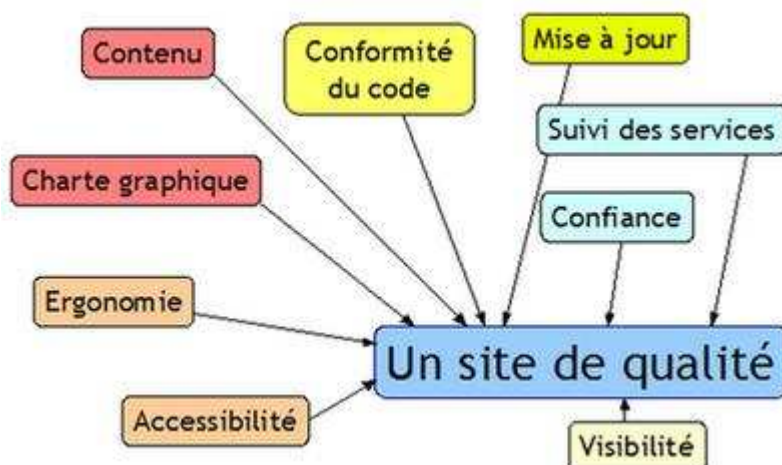 Contenu
Conformité
du code
Mise à jour
Suivi des services
Charte graphique
Confiance
Ergonomie
Un site de qualité
Accessibilité
Visibilité